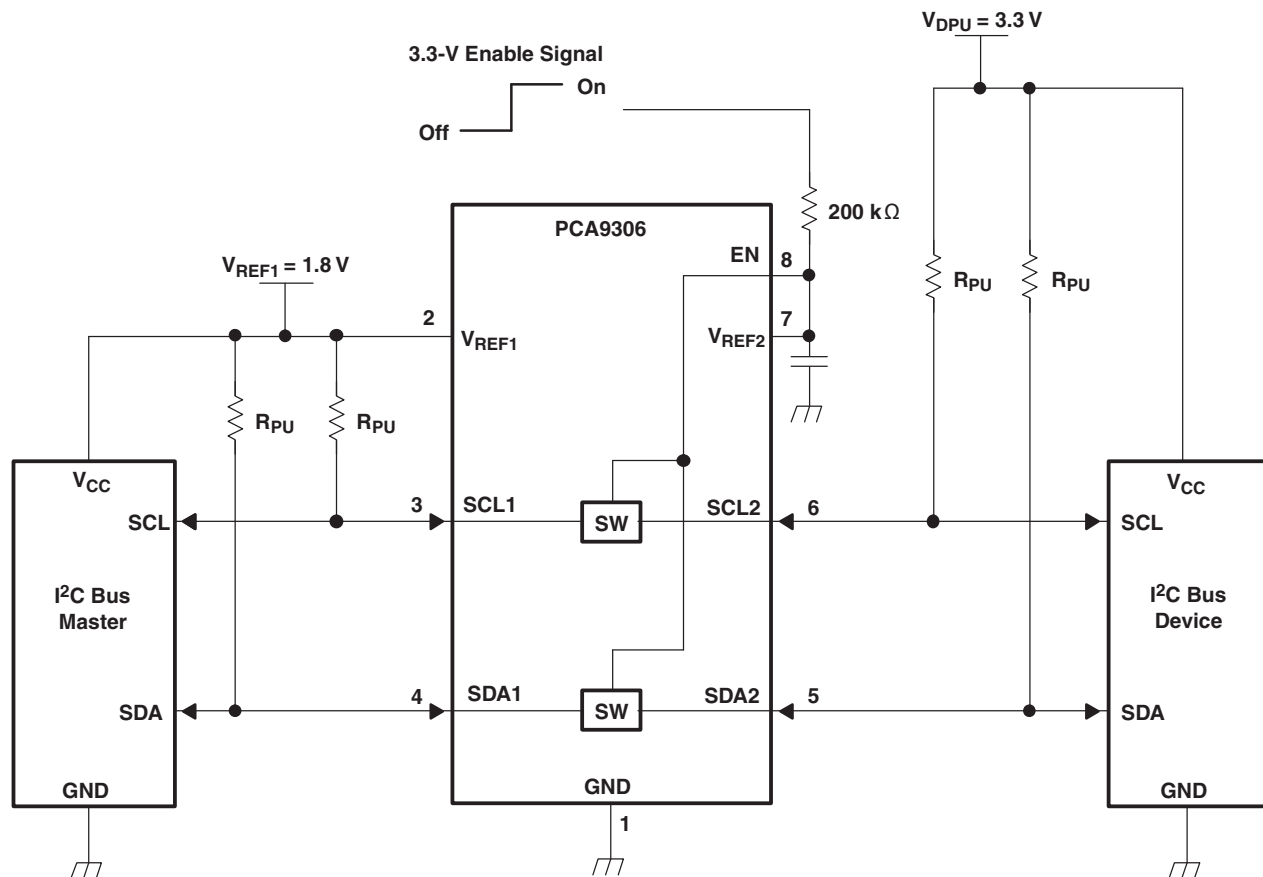 V_DPU = 3.3 V
3.3-V Enable Signal
On
Off
200 kΩ
PCA9306
EN
8
V_REF1 = 1.8 V
R_PU
R_PU
2
7
V_REF1
V_REF2
R_PU
R_PU
V_CC
V_CC
SCL
3
SCL1
SW
SCL2
6
SCL
I²C Bus
Master
I²C Bus
Device
SDA
4
SDA1
SW
SDA2
5
SDA
GND
GND
GND
1